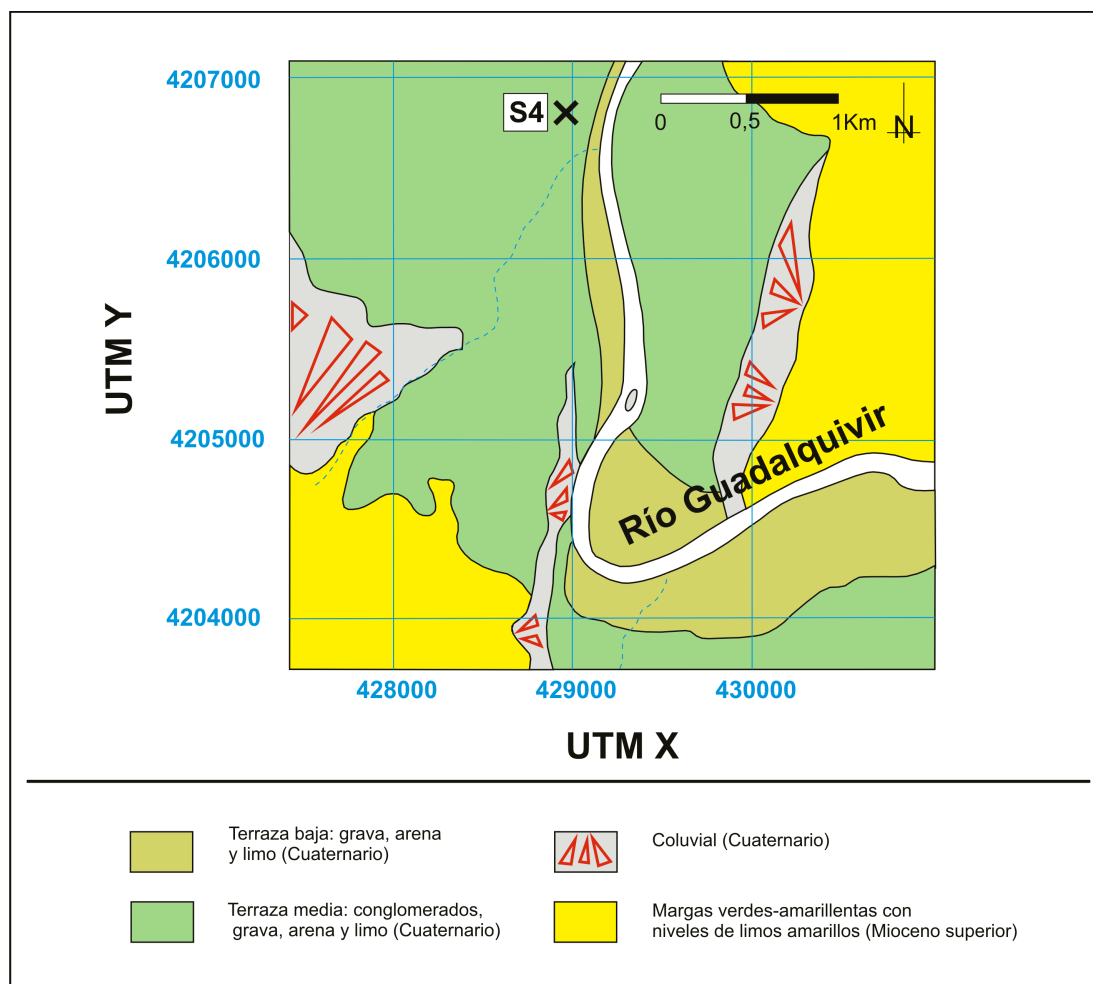 4207000
S4
0
0,5
1Km
N
4206000
UTM Y
4205000
Río Guadalquivir
4204000
428000
429000
430000
UTM X
Terraza baja: grava, arena
y limo (Cuaternario)
Coluvial (Cuaternario)
Terraza media: conglomerados,
grava, arena y limo (Cuaternario)
Margas verdes-amarillentas con
niveles de limos amarillos (Mioceno superior)